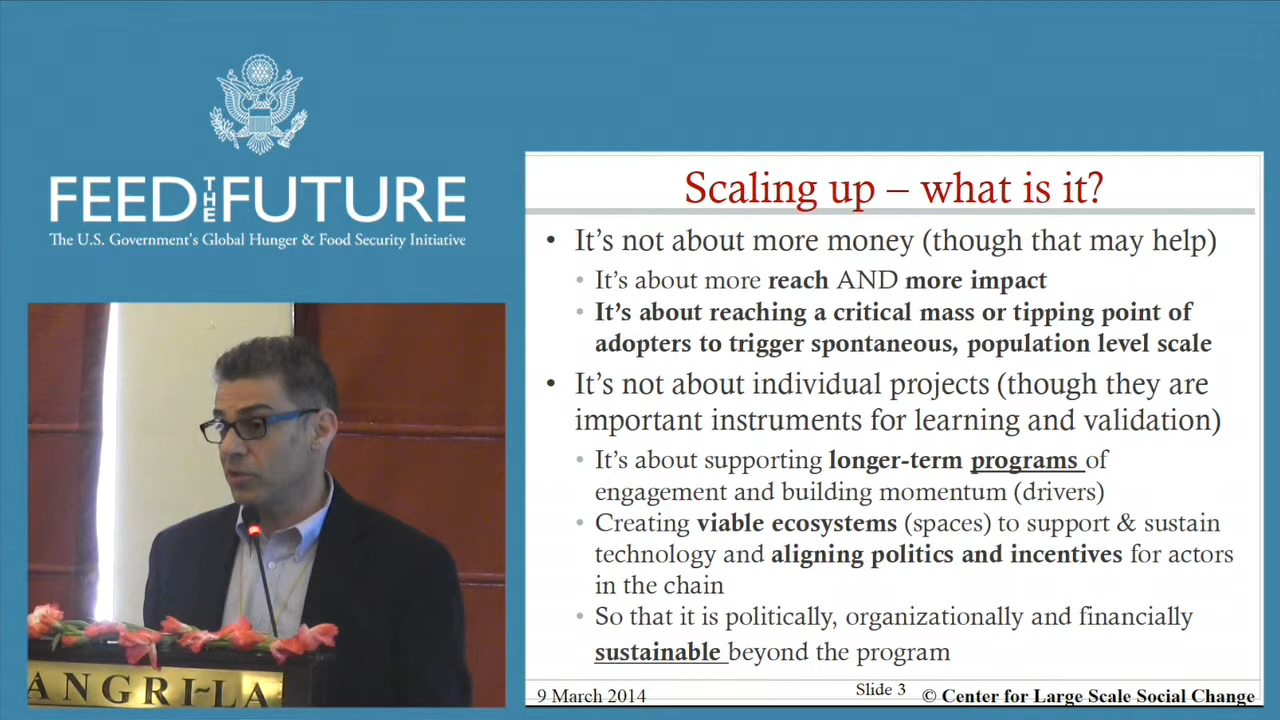 FEED THE FUTURE
The U.S. Government's Global Hunger & Food Security Initiative
ANGRI~LA
Scaling up – what is it?
• It's not about more money (though that may help)
• It's about more reach AND more impact
• It's about reaching a critical mass or tipping point of
adopters to trigger spontaneous, population level scale
• It's not about individual projects (though they are
important instruments for learning and validation)
• It's about supporting longer-term programs of
engagement and building momentum (drivers)
• Creating viable ecosystems (spaces) to support & sustain
technology and aligning politics and incentives for actors
in the chain
• So that it is politically, organizationally and financially
sustainable beyond the program
9 March 2014 Slide 3 © Center for Large Scale Social Change